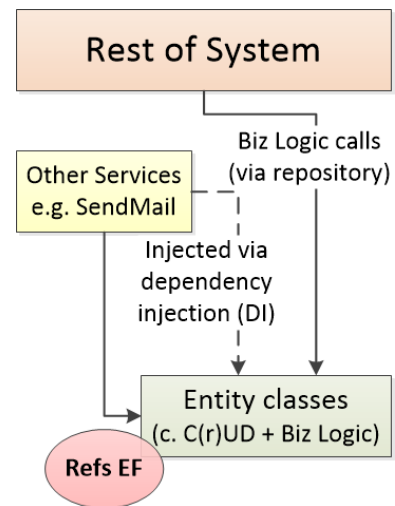 Rest of System
Biz Logic calls
(via repository)
Other Services
e.g. SendMail
Injected via
dependency
injection (DI)
Entity classes
(c. C(r)UD + Biz Logic)
Refs EF